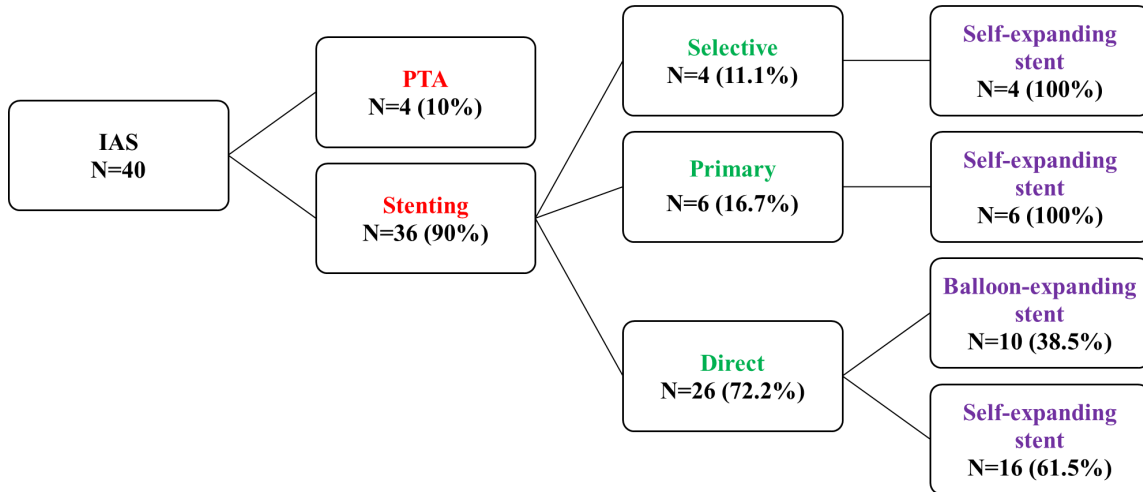 IAS
N=40
PTA
N=4 (10%)
Stenting
N=36 (90%)
Selective
N=4 (11.1%)
Primary
N=6 (16.7%)
Direct
N=26 (72.2%)
Self-expanding
stent
N=4 (100%)
Self-expanding
stent
N=6 (100%)
Balloon-expanding
stent
N=10 (38.5%)
Self-expanding
stent
N=16 (61.5%)